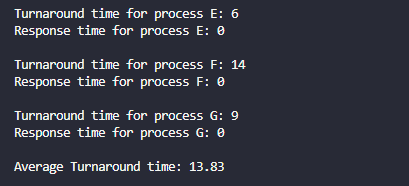 Turnaround time for process E: 6
Response time for process E: 0
Turnaround time for process F: 14
Response time for process F: 0
Turnaround time for process G: 9
Response time for process G: 0
Average Turnaround time: 13.83